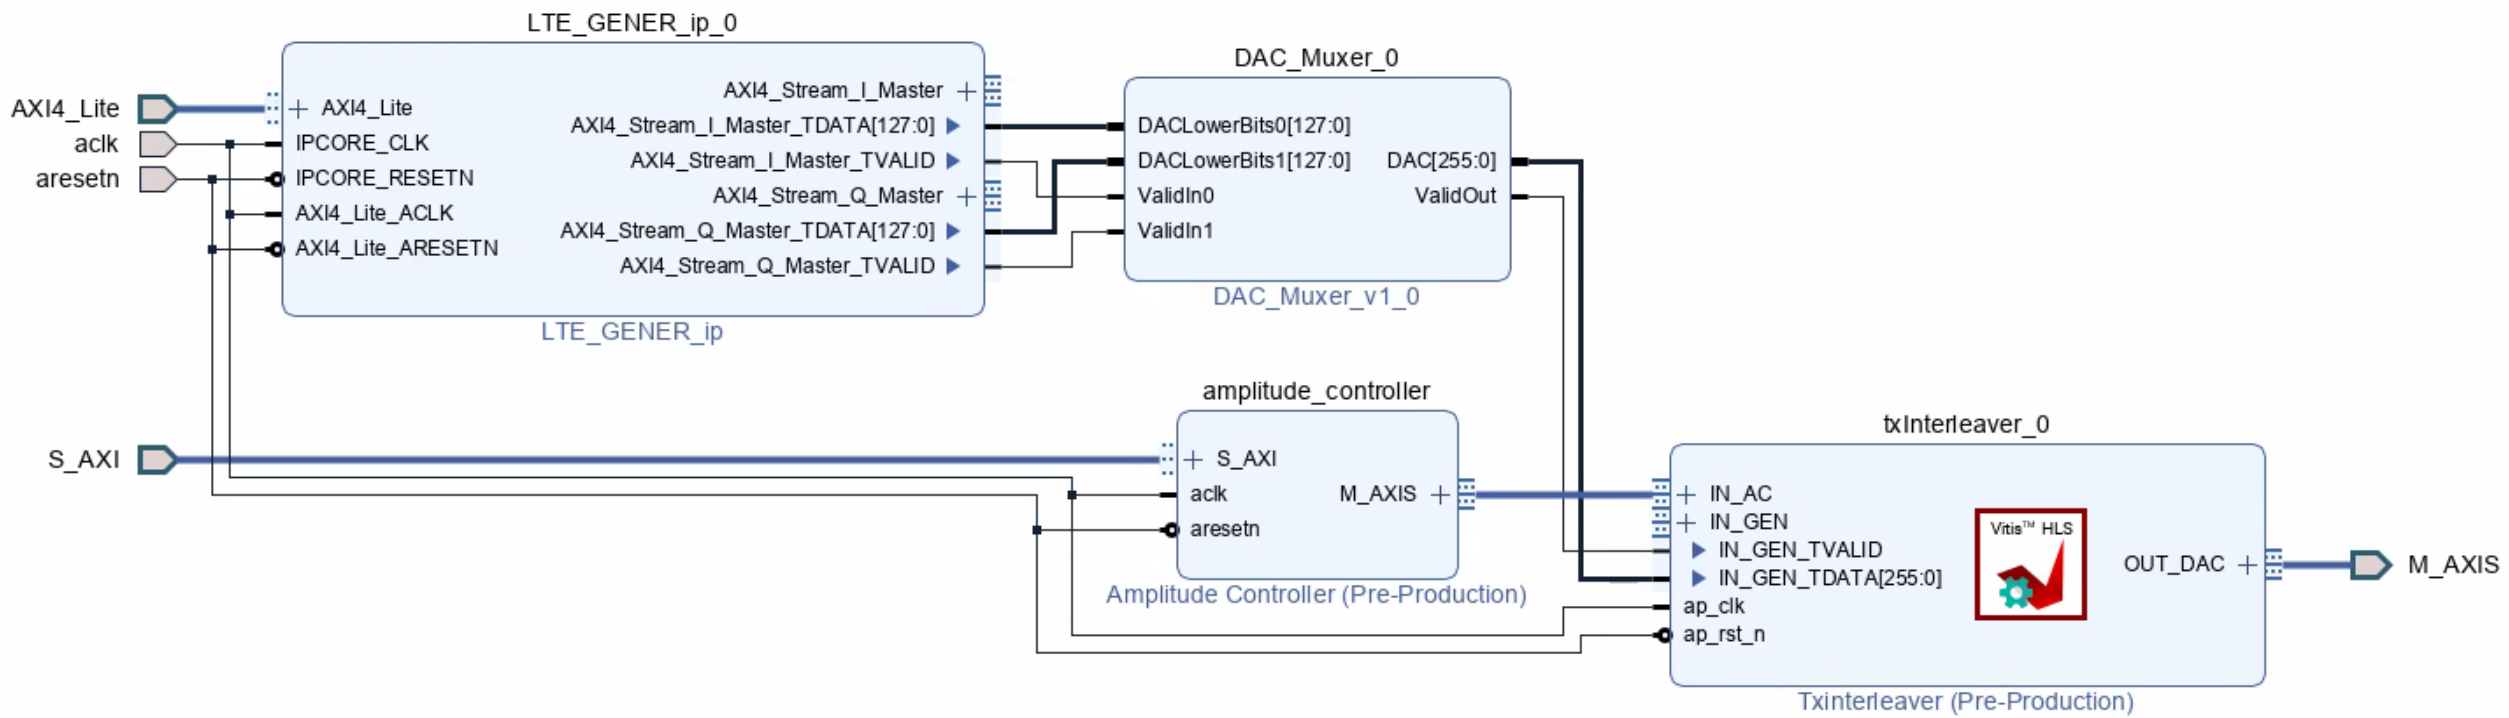 LTE_GENER_ip_0
AXI4_Lite
aclk
aresetn
AXI4_Lite
IPCORE_CLK
IPCORE_RESETN
AXI4_Lite_ACLK
AXI4_Lite_ARESETN
AXI4_Stream_I_Master
AXI4_Stream_I_Master_TDATA[127:0]
AXI4_Stream_I_Master_TVALID
AXI4_Stream_Q_Master
AXI4_Stream_Q_Master_TDATA[127:0]
AXI4_Stream_Q_Master_TVALID
LTE_GENER_ip
DAC_Muxer_0
DACLowerBits0[127:0]
DACLowerBits1[127:0]
ValidIn0
ValidIn1
DAC[255:0]
ValidOut
DAC_Muxer_v1_0
S_AXI
amplitude_controller
S_AXI
aclk
aresetn
M_AXIS
Amplitude Controller (Pre-Production)
txInterleaver_0
IN_AC
IN_GEN
IN_GEN_TVALID
IN_GEN_TDATA[255:0]
ap_clk
ap_rst_n
Vitis™ HLS
OUT_DAC
Txinterleaver (Pre-Production)
M_AXIS